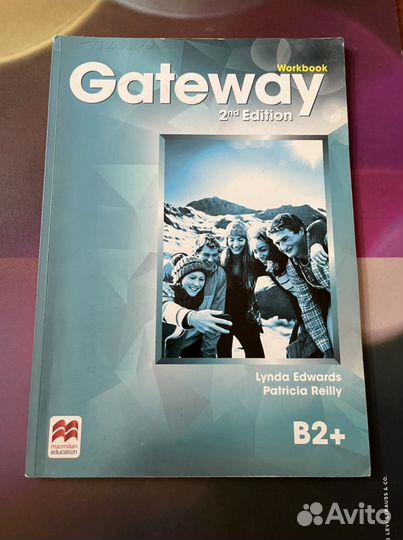 Workbook
Gateway
2nd Edition
Lynda Edwards
Patricia Reilly
B2+
macmillan
education
Avito